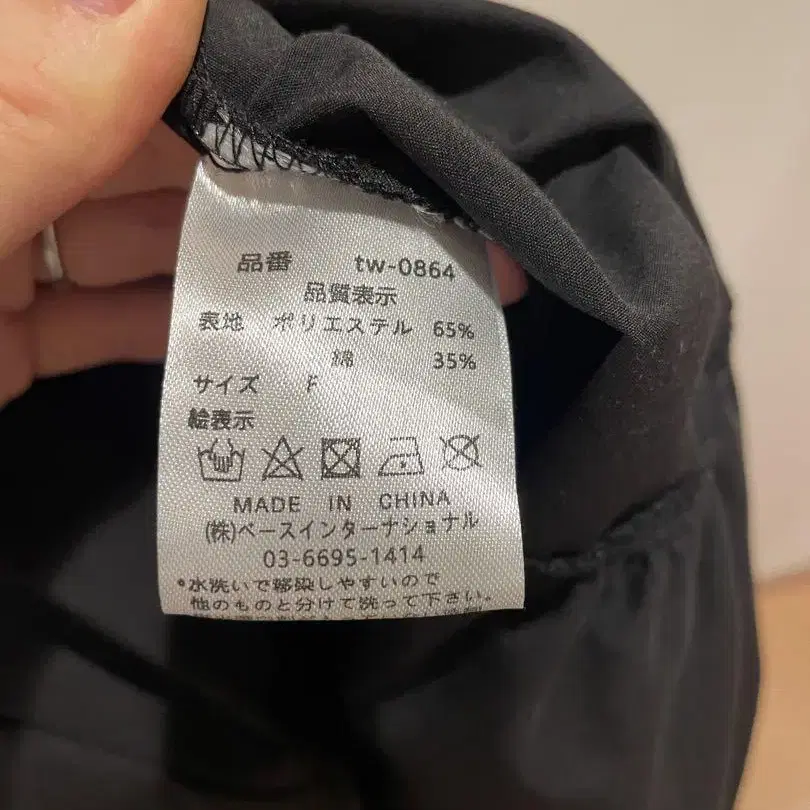 品番 tw-0864
品質表示
表地 ポリエステル 65%
綿 35%
サイズ F
絵表示
MADE IN CHINA
(株)ベースインターナショナル
03-6695-1414
*水洗いで移染しやすいので
他のものと分けて洗って下さい。